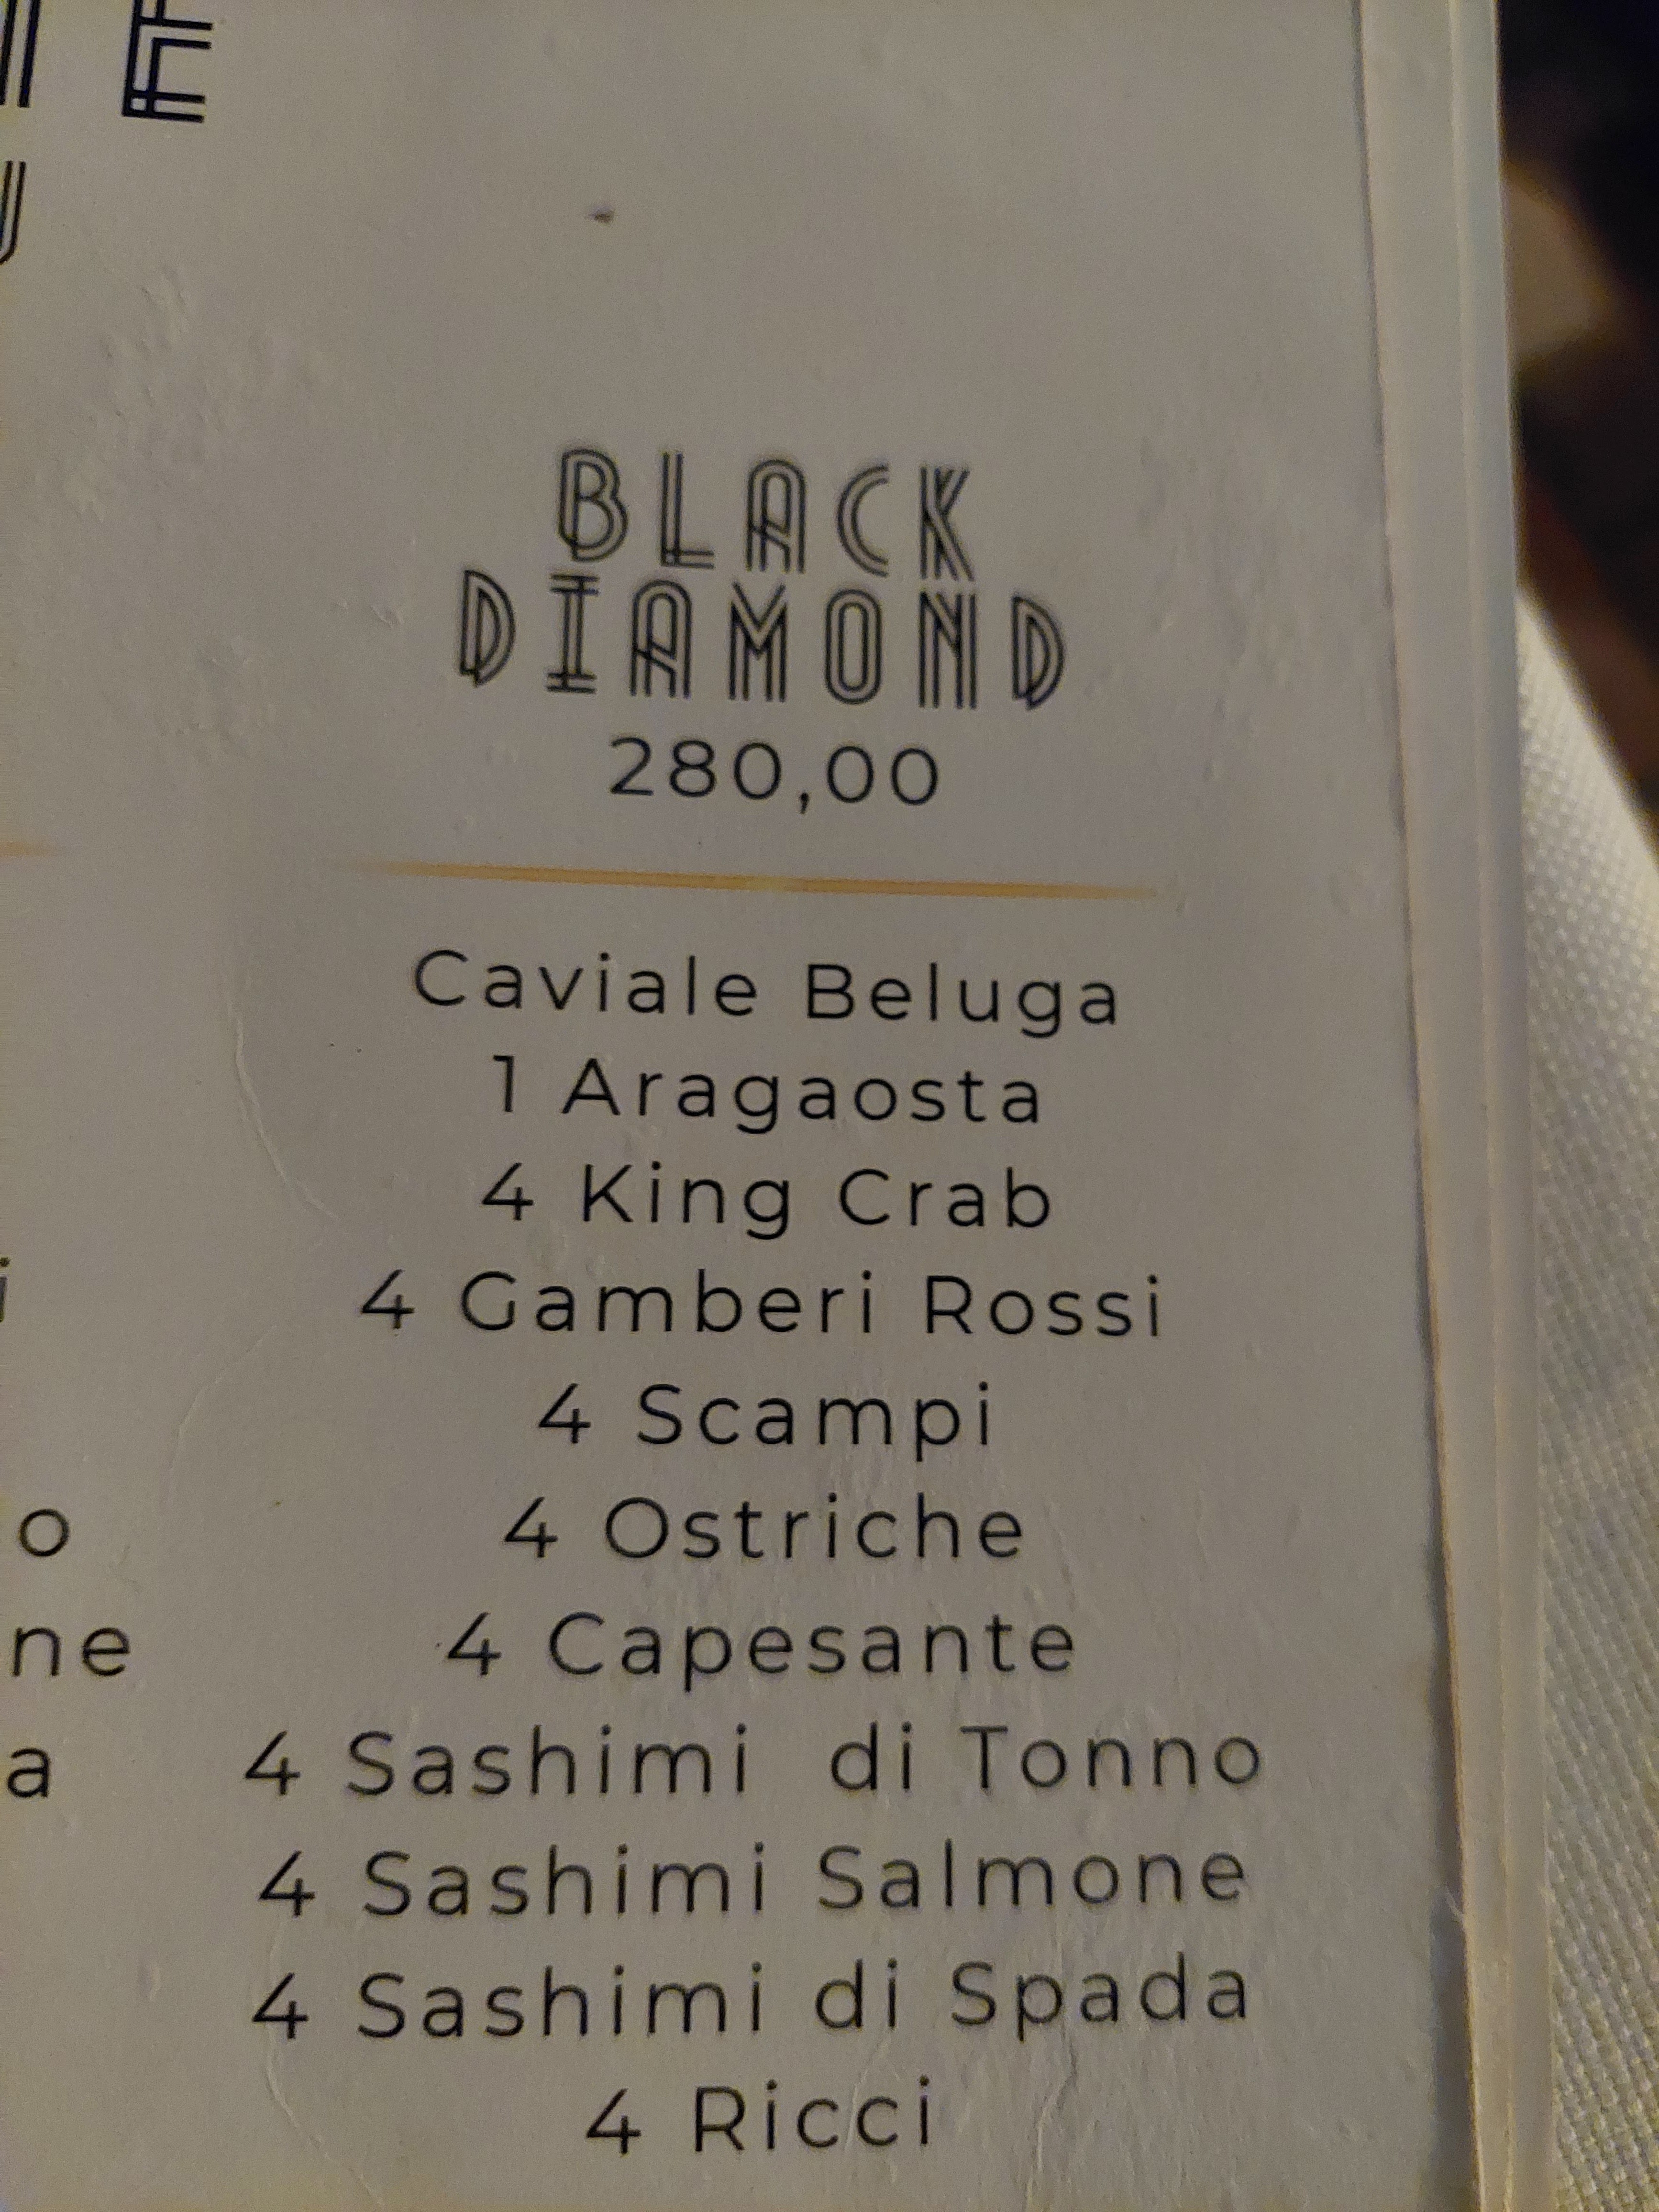 BLACK
DIAMOND
280,00
Caviale Beluga
1 Aragaosta
4 King Crab
4 Gamberi Rossi
4 Scampi
4 Ostriche
4 Capesante
4 Sashimi di Tonno
4 Sashimi Salmone
4 Sashimi di Spada
4 Ricci